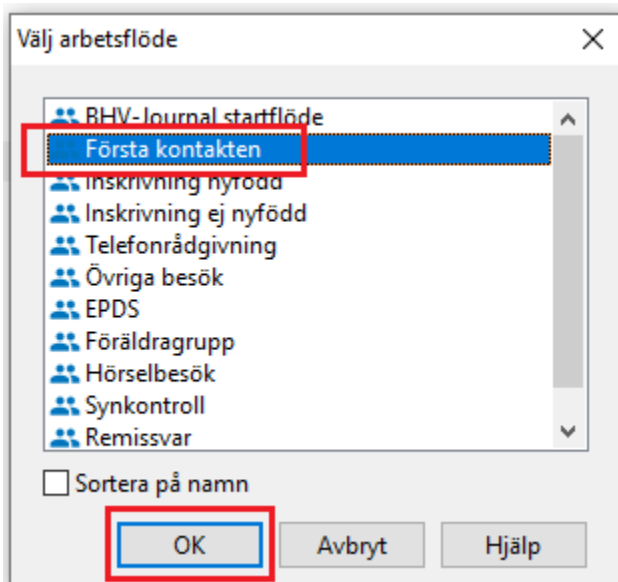 Välj arbetsflöde
BHV-Journal startflöde
Första kontakten
Inskrivning nyfödd
Inskrivning ej nyfödd
Telefonrådgivning
Övriga besök
EPDS
Föräldragrupp
Hörselbesök
Synkontroll
Remissvar
Sortera på namn
OK Avbryt Hjälp